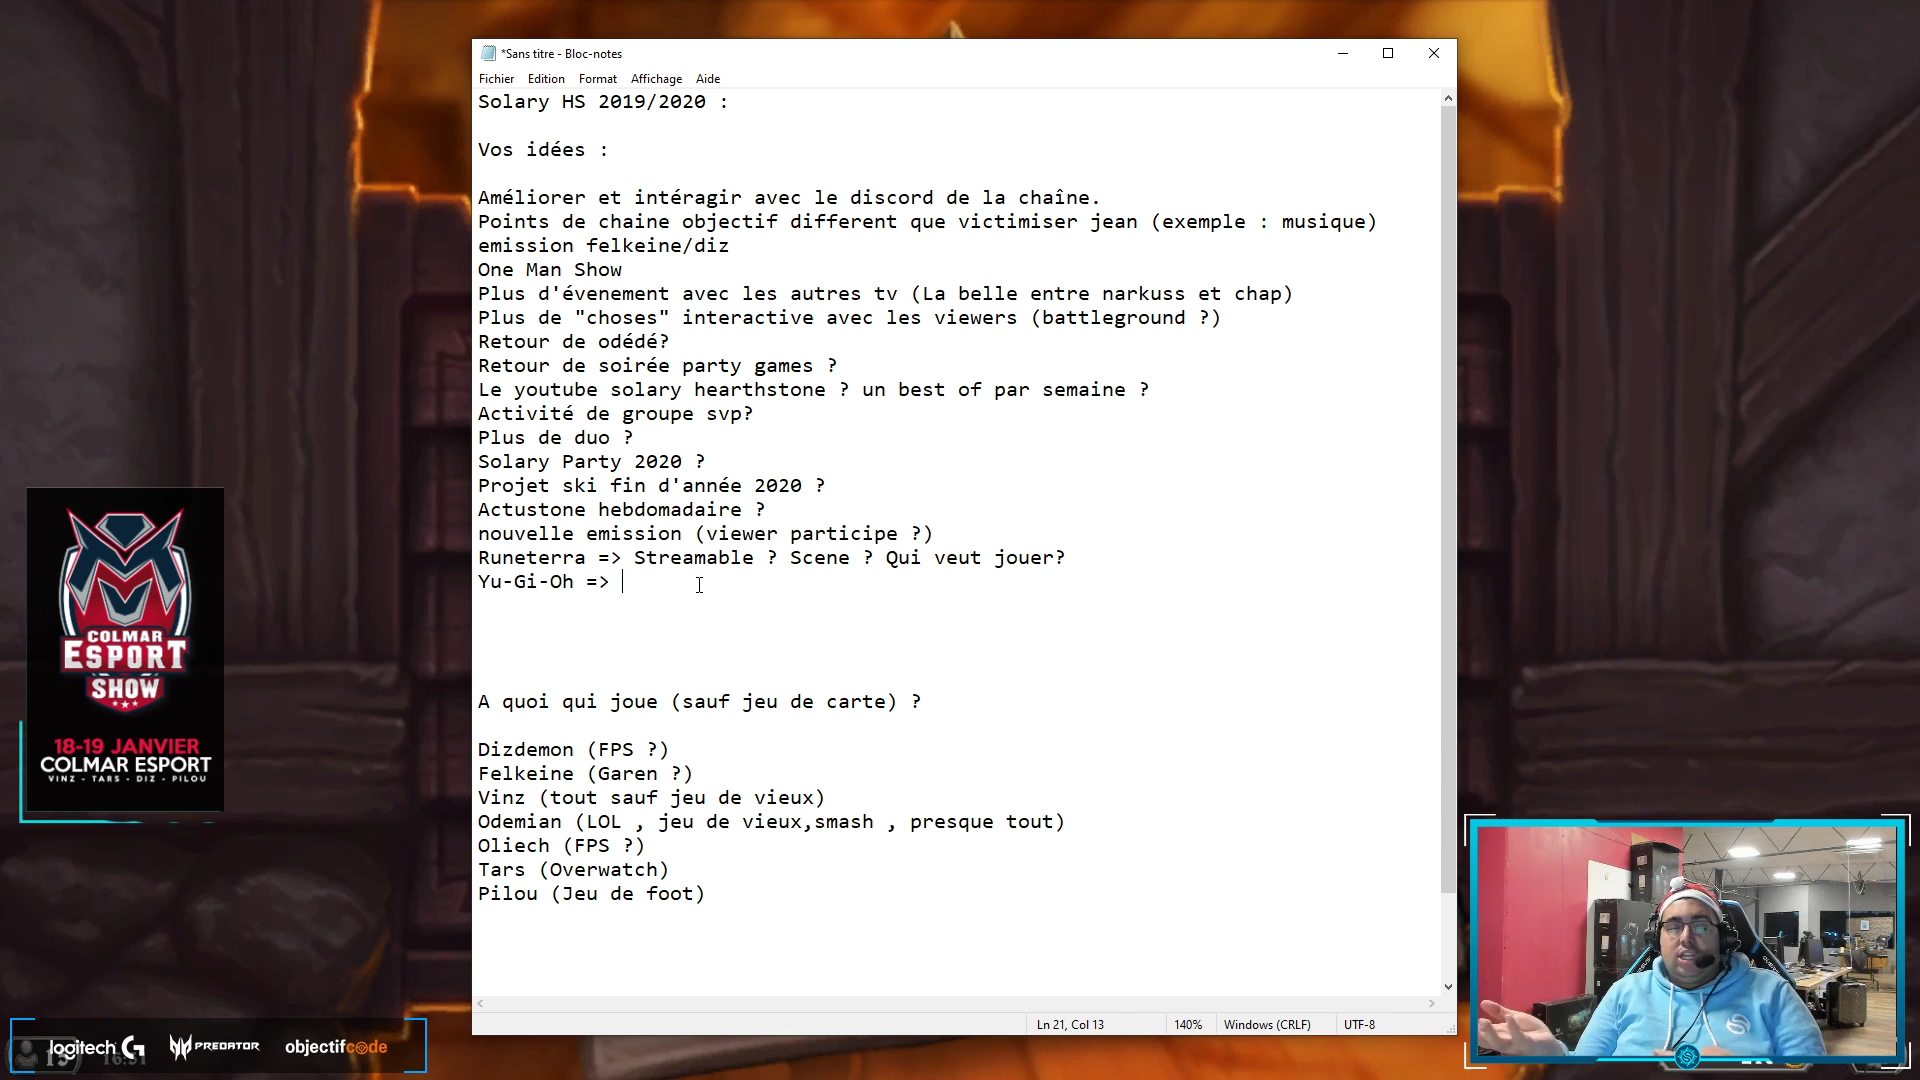 *Sans titre - Bloc-notes
Fichier Edition Format Affichage Aide
Solary HS 2019/2020 :
Vos idées :
Améliorer et intéragir avec le discord de la chaîne.
Points de chaine objectif different que victimiser jean (exemple : musique)
emission felkeine/diz
One Man Show
Plus d'évenement avec les autres tv (La belle entre narkuss et chap)
Plus de "choses" interactive avec les viewers (battleground ?)
Retour de odédé?
Retour de soirée party games ?
Le youtube solary hearthstone ? un best of par semaine ?
Activité de groupe svp?
Plus de duo ?
Solary Party 2020 ?
Projet ski fin d'année 2020 ?
Actustone hebdomadaire ?
nouvelle emission (viewer participe ?)
Runeterra => Streamable ? Scene ? Qui veut jouer?
Yu-Gi-Oh =>
A quoi qui joue (sauf jeu de carte) ?
Dizdemon (FPS ?)
Felkeine (Garen ?)
Vinz (tout sauf jeu de vieux)
Odemian (LOL , jeu de vieux,smash , presque tout)
Oliech (FPS ?)
Tars (Overwatch)
Pilou (Jeu de foot)
Ln 21, Col 13 140% Windows (CRLF) UTF-8
COLMAR
ESPORT
SHOW
18-19 JANVIER
COLMAR ESPORT
VINZ - TARS - DIZ - PILOU
logitech G PREDATOR objectifcode